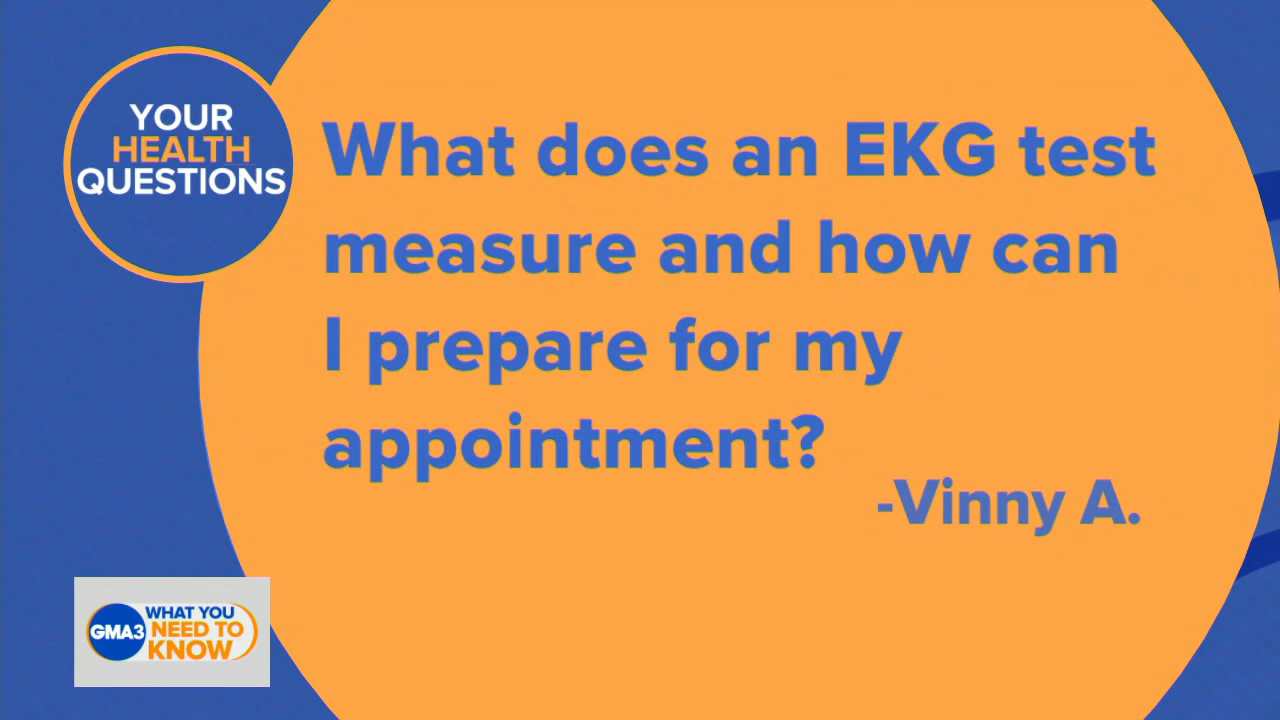 YOUR
HEALTH
QUESTIONS
What does an EKG test
measure and how can
I prepare for my
appointment?
-Vinny A.
GMA3
WHAT YOU
NEED TO
KNOW